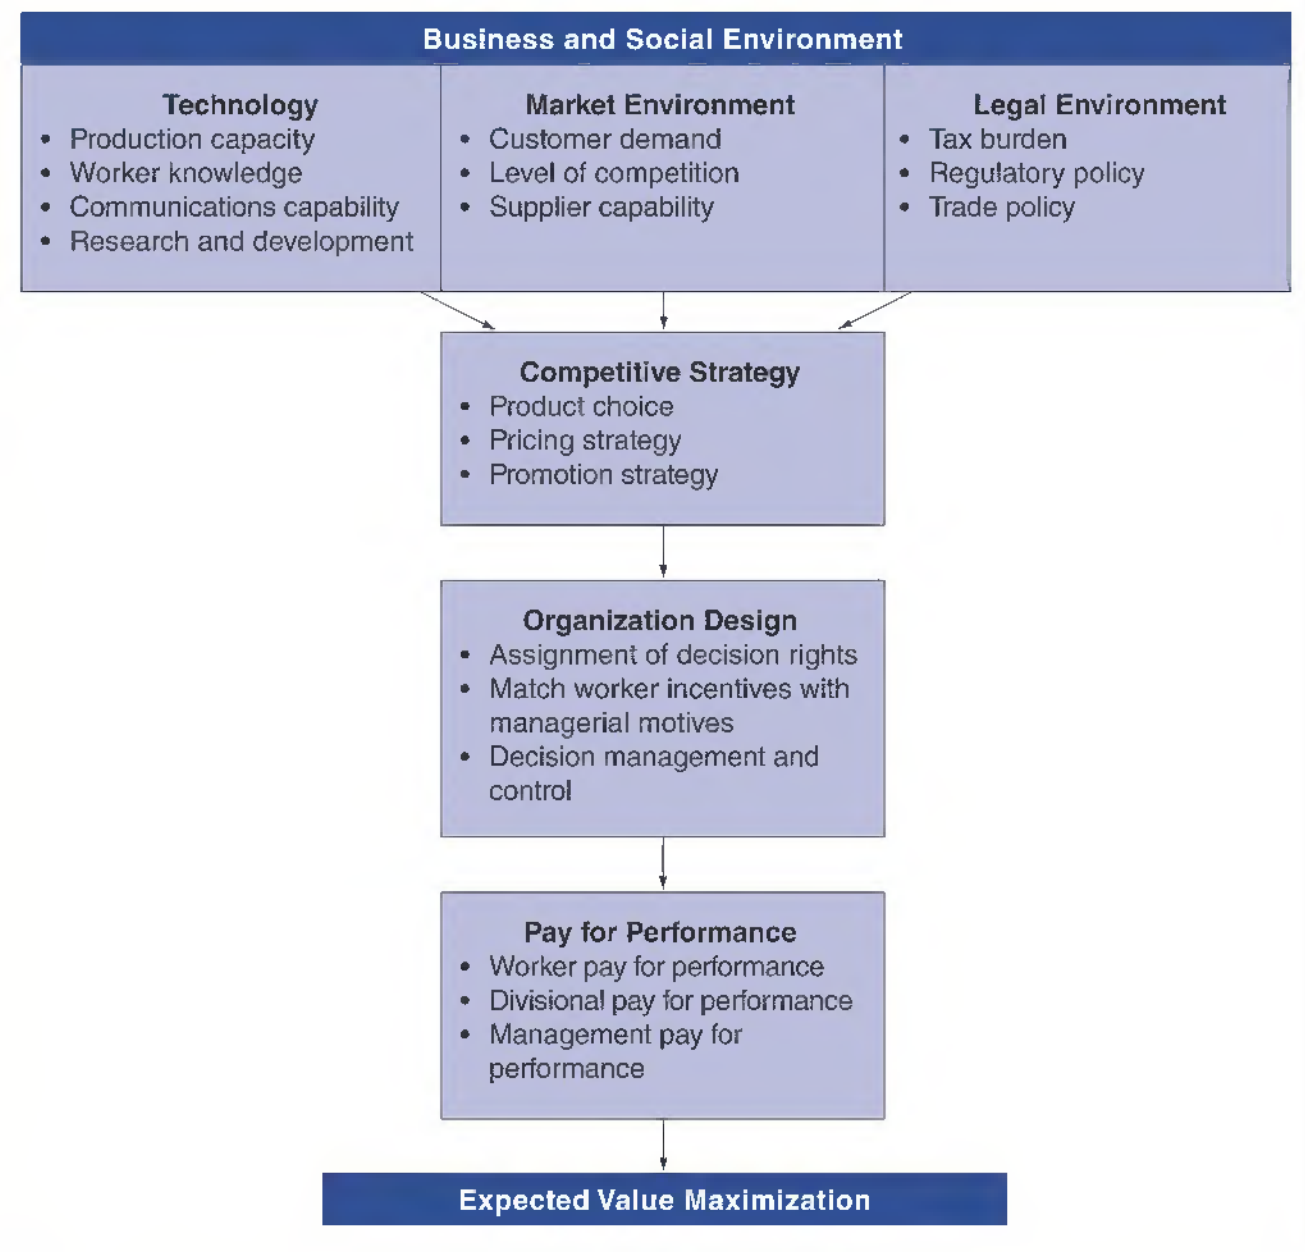 Business and Social Environment
Technology
• Production capacity
• Worker knowledge
• Communications capability
• Research and development
Market Environment
• Customer demand
• Level of competition
• Supplier capability
Legal Environment
• Tax burden
• Regulatory policy
• Trade policy
Competitive Strategy
• Product choice
• Pricing strategy
• Promotion strategy
Organization Design
• Assignment of decision rights
• Match worker incentives with
managerial motives
• Decision management and
control
Pay for Performance
• Worker pay for performance
• Divisional pay for performance
• Management pay for
performance
Expected Value Maximization